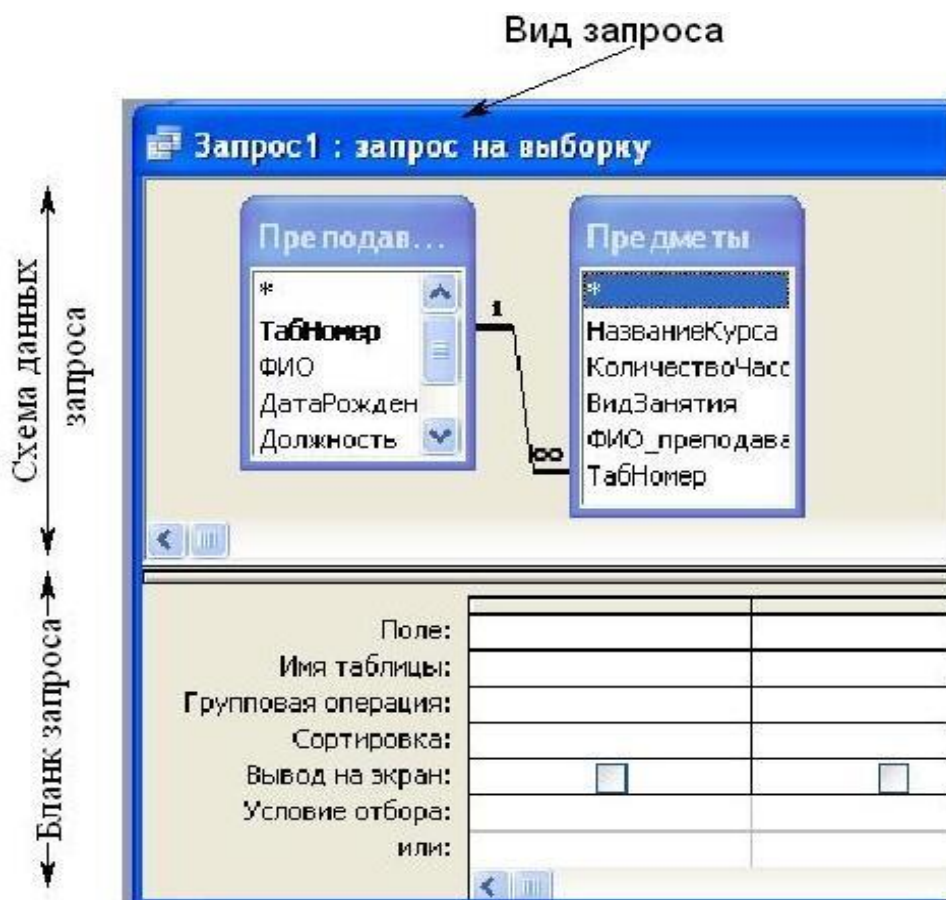 Вид запроса
Запрос1 : запрос на выборку
Схема данных
запроса
Преподав...
*
ТабНомер
ФИО
ДатаРожден
Должность
1
∞
Предметы
*
НазваниеКурса
КоличествоЧасс
ВидЗанятия
ФИО_преподава
ТабНомер
Бланк запроса
Поле:
Имя таблицы:
Групповая операция:
Сортировка:
Вывод на экран:
Условие отбора:
или: